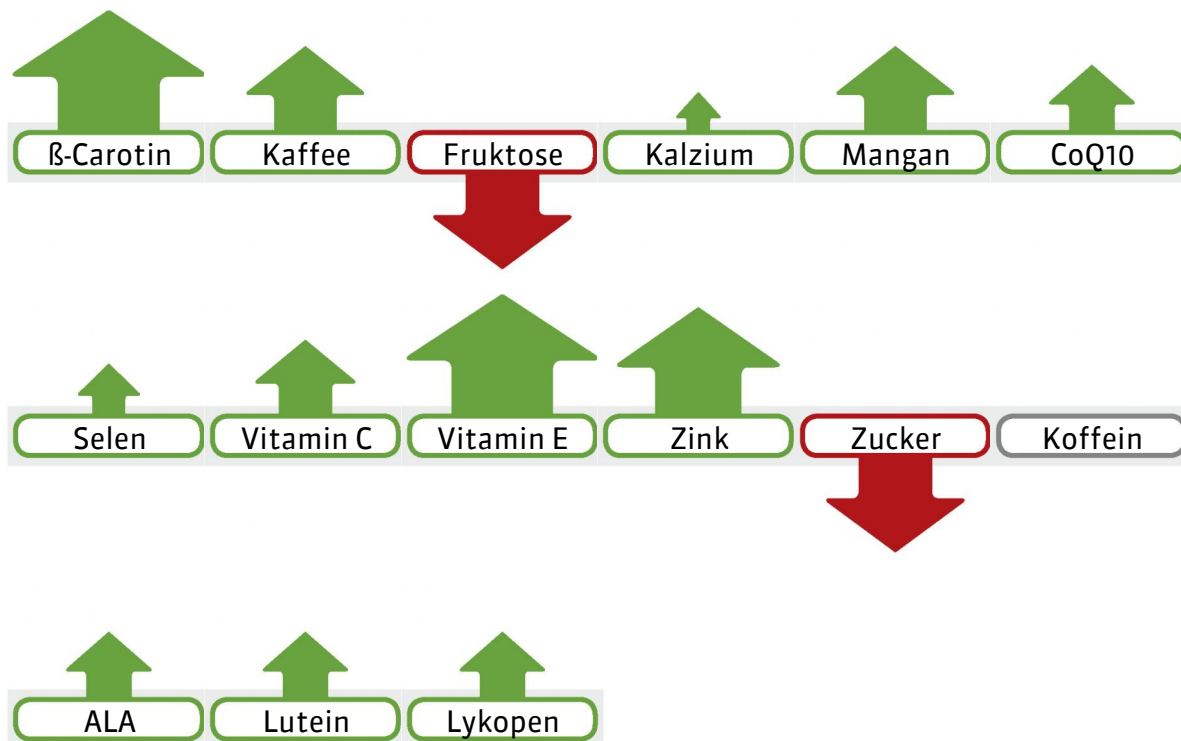 ß-Carotin Kaffee Fruktose Kalzium Mangan CoQ10
Selen Vitamin C Vitamin E Zink Zucker Koffein
ALA Lutein Lykopen